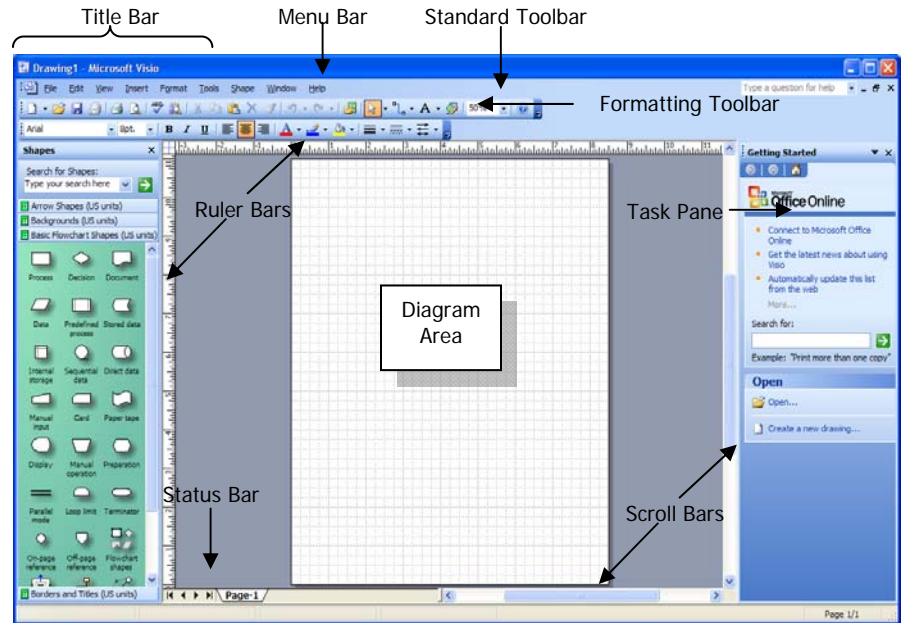 Title Bar Menu Bar Standard Toolbar
Drawing1 - Microsoft Visio
File Edit View Insert Format Tools Shape Window Help Type a question for help
50%
Formatting Toolbar
Arial 8pt. B I U
Shapes
Search for Shapes:
Type your search here
Arrow Shapes (US units)
Backgrounds (US units)
Basic Flowchart Shapes (US units)
Process Decision Document
Data Predefined process Stored data
Internal storage Sequential data Direct data
Manual input Card Paper tape
Display Manual operation Preparation
Parallel mode Loop limit Terminator
On-page reference Off-page reference Flowchart shapes
Borders and Titles (US units)
Ruler Bars
Diagram
Area
Status Bar
Scroll Bars
Page-1
Getting Started
Microsoft
Office Online
Task Pane
Connect to Microsoft Office
Online
Get the latest news about using
Visio
Automatically update this list
from the web
More...
Search for:
Example: "Print more than one copy"
Open
Open...
Create a new drawing...
Page 1/1